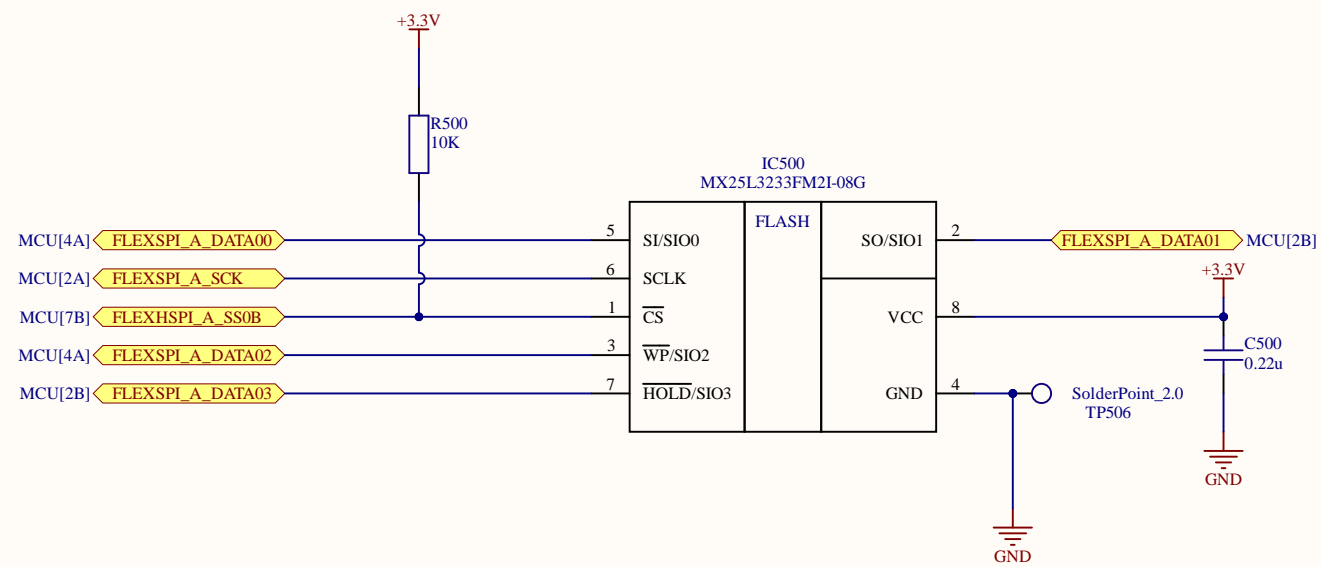 +3.3V
R500
10K
IC500
MX25L3233FM2I-08G
FLASH
MCU[4A] FLEXSPI_A_DATA00 5 SI/SIO0 SO/SIO1 2 FLEXSPI_A_DATA01 MCU[2B]
MCU[2A] FLEXSPI_A_SCK 6 SCLK
+3.3V
MCU[7B] FLEXHSPI_A_SS0B 1 CS VCC 8
MCU[4A] FLEXSPI_A_DATA02 3 WP/SIO2
C500
0.22u
MCU[2B] FLEXSPI_A_DATA03 7 HOLD/SIO3 GND 4 SolderPoint_2.0
TP506
GND
GND